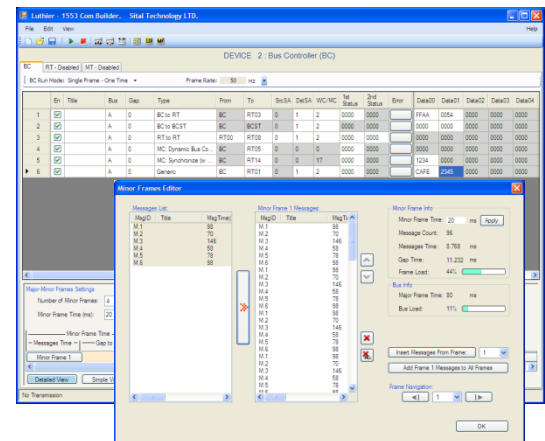 Luthier - 1553 Com Builder. Sital Technology LTD.
File Edit View Help
DEVICE 2 : Bus Controller (BC)
BC RT - Disabled MT - Disabled
BC Run Mode: Single Frame - One Time Frame Rate: 50 Hz
En Title Bus Gap Type From To SrcSA DstSA WC/MC 1st Status 2nd Status Error Data00 Data01 Data02 Data03 Data04
1 A 0 BC to RT BC RT03 0 1 2 0000 0000 FFAA 0054 0000 0000 0000
2 A 0 BC to BCST BC BCST 0 1 2 0000 0000 0000 0000 0000 0000 0000
3 A 0 RT to RT RT00 RT08 0 1 2 0000 0000 0000 0000 0000 0000 0000
4 A 0 MC: Dynamic Bus Co... BC RT05 0 0 0 0000 0000 0000 0000 0000 0000 0000
5 A 0 MC: Synchronize (w ... BC RT14 0 0 17 0000 0000 1234 0000 0000 0000 0000
6 A 0 Generic BC RT01 0 1 2 0000 0000 CAFE 2345 0000 0000 0000
Minor Frames Editor
Messages List:
MsgID Title MsgTime(
M.1 98
M.2 70
M.3 146
M.4 58
M.5 78
M.6 98
Minor Frame 1 Messages:
MsgID Title MsgTi
M.1 98
M.2 70
M.3 146
M.4 58
M.5 78
M.6 98
M.1 98
M.2 70
M.3 146
M.4 58
M.5 78
M.6 98
M.1 98
M.2 70
M.3 146
M.4 58
M.5 78
M.6 98
M.1 98
M.2 70
M.3 146
M.4 58
M.5 78
Minor Frame Info:
Minor Frame Time: 20 ms Apply
Message Count: 96
Messages Time: 8.768 ms
Gap Time: 11.232 ms
Frame Load: 44%
Bus Info
Major Frame Time: 80 ms
Bus Load: 11%
Insert Messages From Frame: 1
Add Frame 1 Messages to All Frames
Frame Navigation:
1
OK
Major-Minor Frames Settings
Number of Minor Frames: 4
Minor Frame Time (ms): 20
Minor Frame Time
Messages Time Gap to
Minor Frame 1
Detailed View Simple V
No Transmission